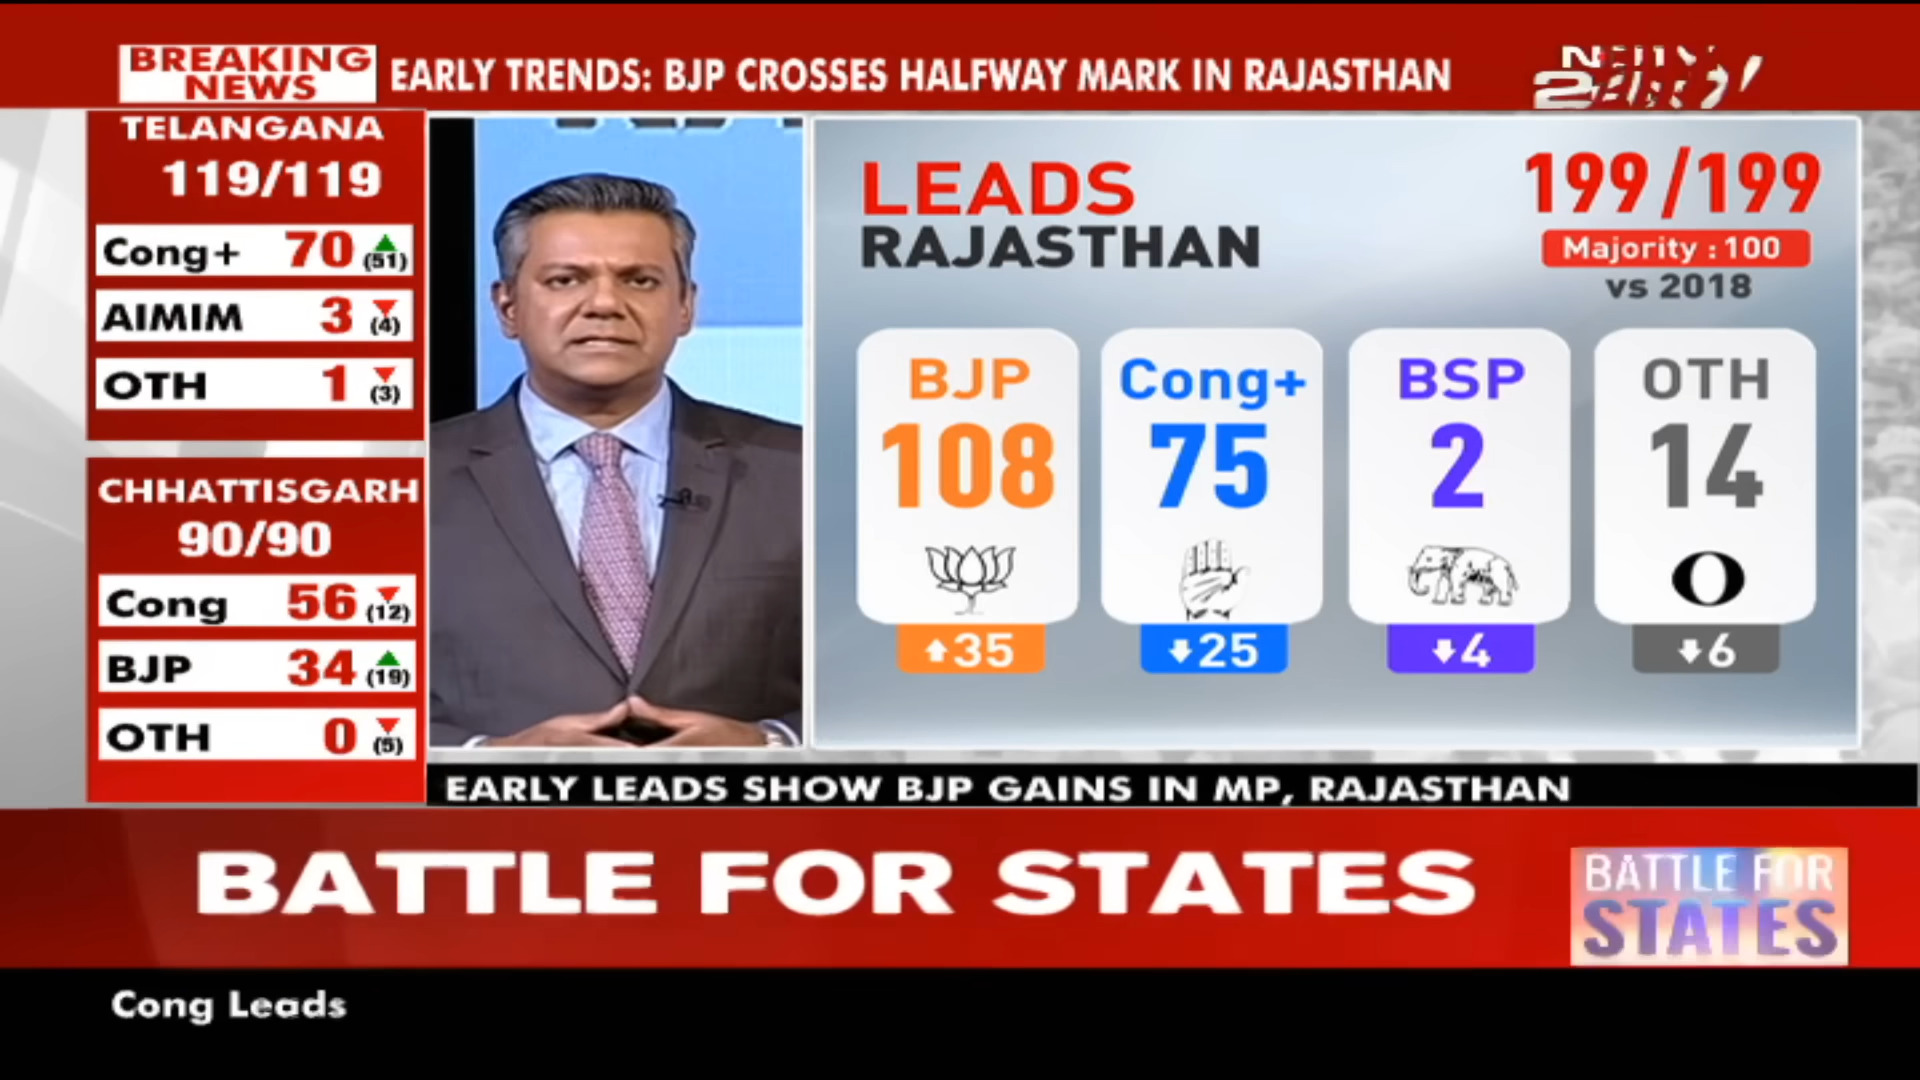 BREAKING
NEWS
EARLY TRENDS: BJP CROSSES HALFWAY MARK IN RAJASTHAN
TELANGANA
119/119
Cong+ 70 (51)
AIMIM 3 (4)
OTH 1 (3)
CHHATTISGARH
90/90
Cong 56 (12)
BJP 34 (19)
OTH 0 (5)
LEADS
RAJASTHAN
199/199
Majority : 100
vs 2018
BJP
108
35
Cong+
75
25
BSP
2
4
OTH
14
6
EARLY LEADS SHOW BJP GAINS IN MP, RAJASTHAN
BATTLE FOR STATES
BATTLE FOR
STATES
Cong Leads